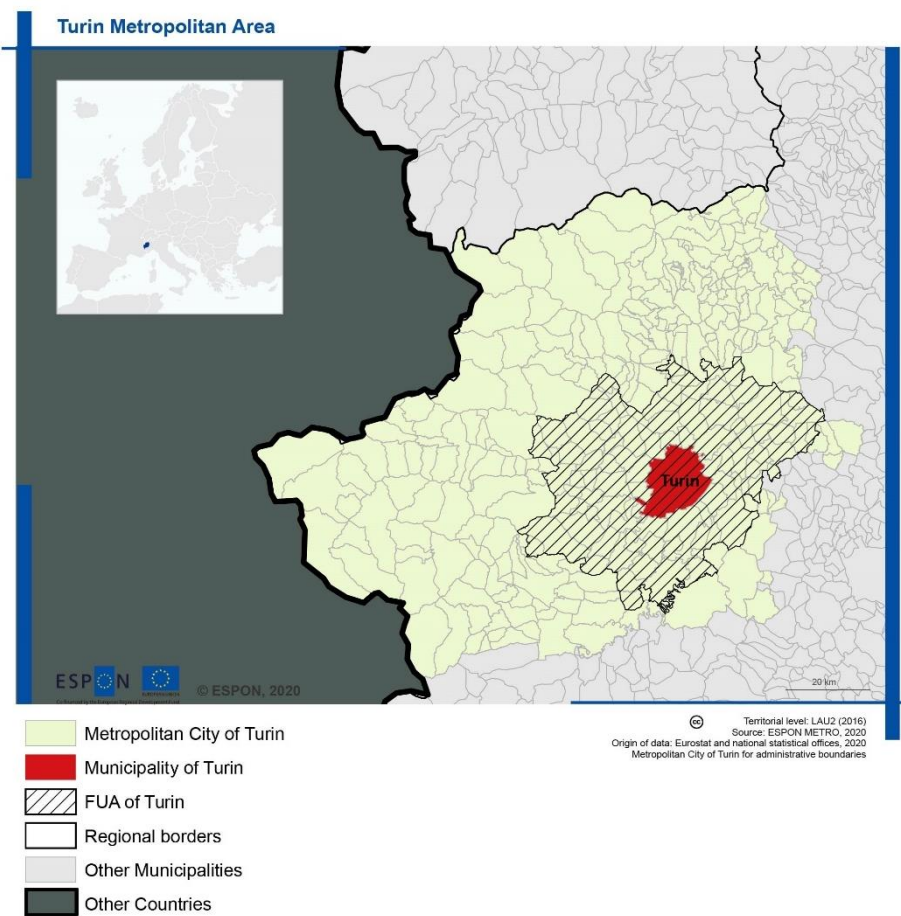 Turin Metropolitan Area
Turin
20 km
ESPON
© ESPON, 2020
Metropolitan City of Turin
Municipality of Turin
FUA of Turin
Regional borders
Other Municipalities
Other Countries
Territorial level: LAU2 (2016)
Source: ESPON METRO, 2020
Origin of data: Eurostat and national statistical offices, 2020
Metropolitan City of Turin for administrative boundaries